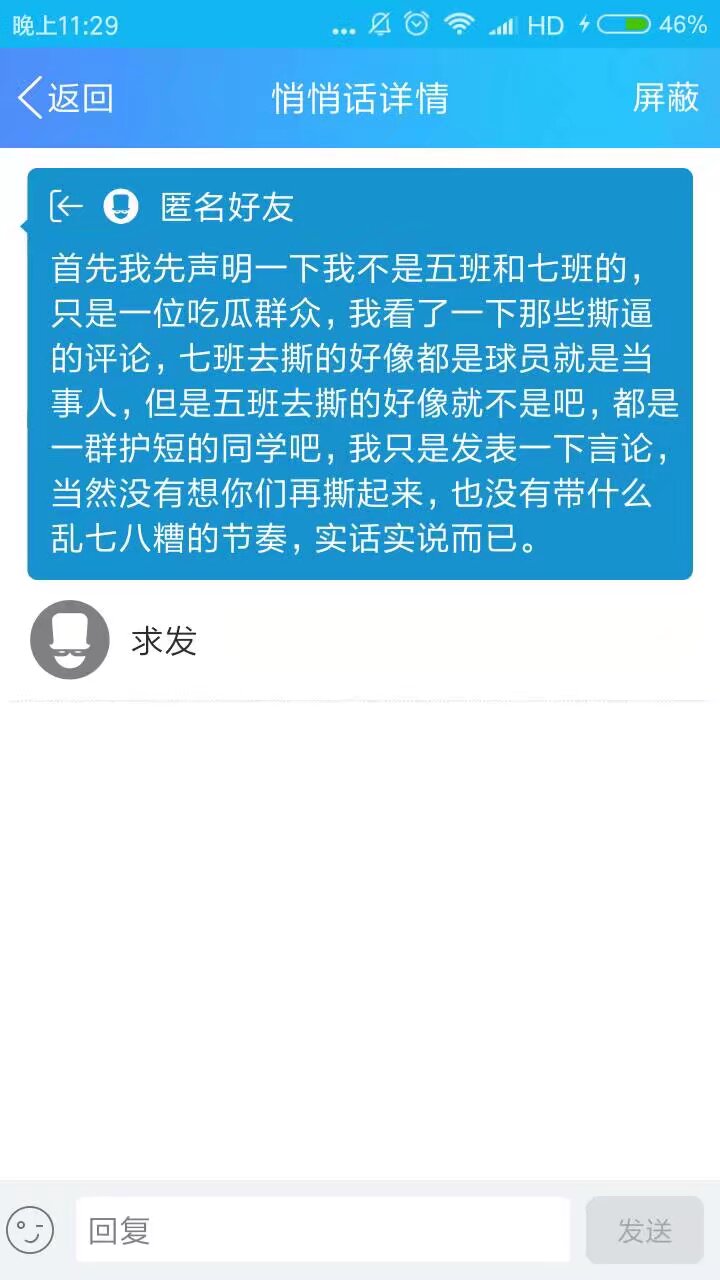 晚上11:29
HD
46%
返回
悄悄话详情
屏蔽
匿名好友
首先我先声明一下我不是五班和七班的，
只是一位吃瓜群众，我看了一下那些撕逼
的评论，七班去撕的好像都是球员就是当
事人，但是五班去撕的好像就不是吧，都是
一群护短的同学吧，我只是发表一下言论，
当然没有想你们再撕起来，也没有带什么
乱七八糟的节奏，实话实说而已。
求发
回复
发送